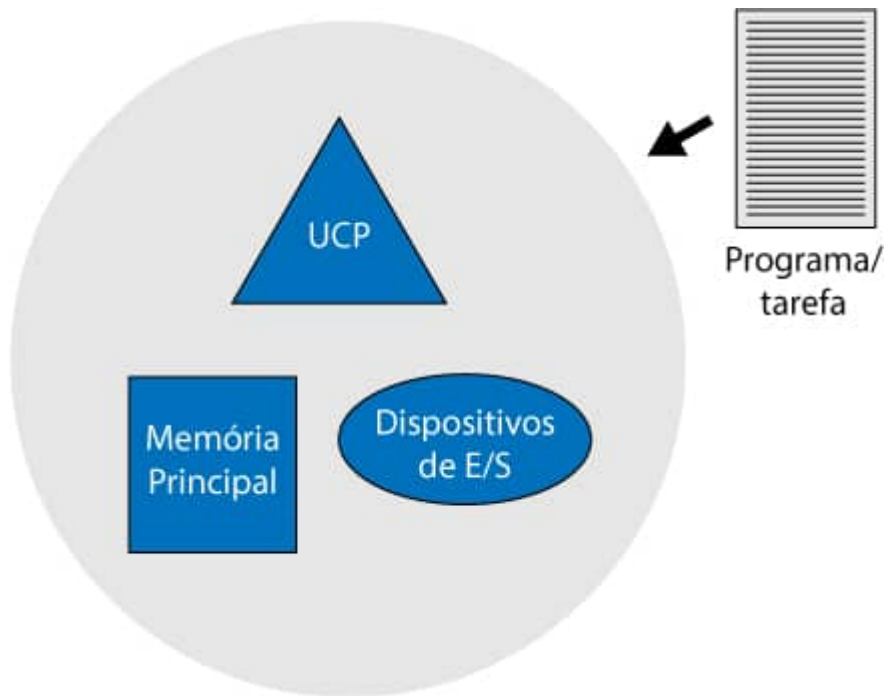 UCP
Memória
Principal
Dispositivos
de E/S
Programa/
tarefa